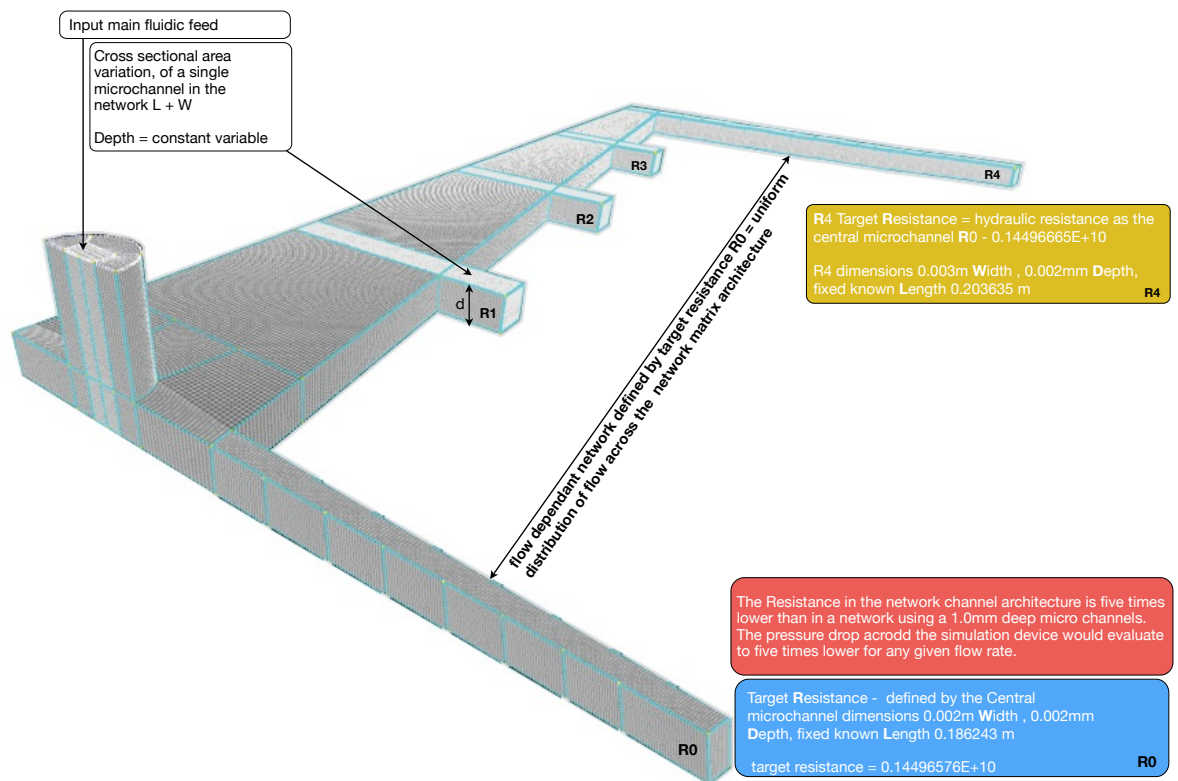 Input main fluidic feed
Cross sectional area
variation, of a single
microchannel in the
network L + W
Depth = constant variable
R3
R4
R2
d
R1
flow dependant network defined by target resistance R0 = uniform
distribution of flow across the network matrix architecture
R4 Target Resistance = hydraulic resistance as the
central microchannel R0 - 0.14496665E+10
R4 dimensions 0.003m Width , 0.002mm Depth,
fixed known Length 0.203635 m
R4
The Resistance in the network channel architecture is five times
lower than in a network using a 1.0mm deep micro channels.
The pressure drop acrodd the simulation device would evaluate
to five times lower for any given flow rate.
Target Resistance - defined by the Central
microchannel dimensions 0.002m Width , 0.002mm
Depth, fixed known Length 0.186243 m
target resistance = 0.14496576E+10
R0
R0